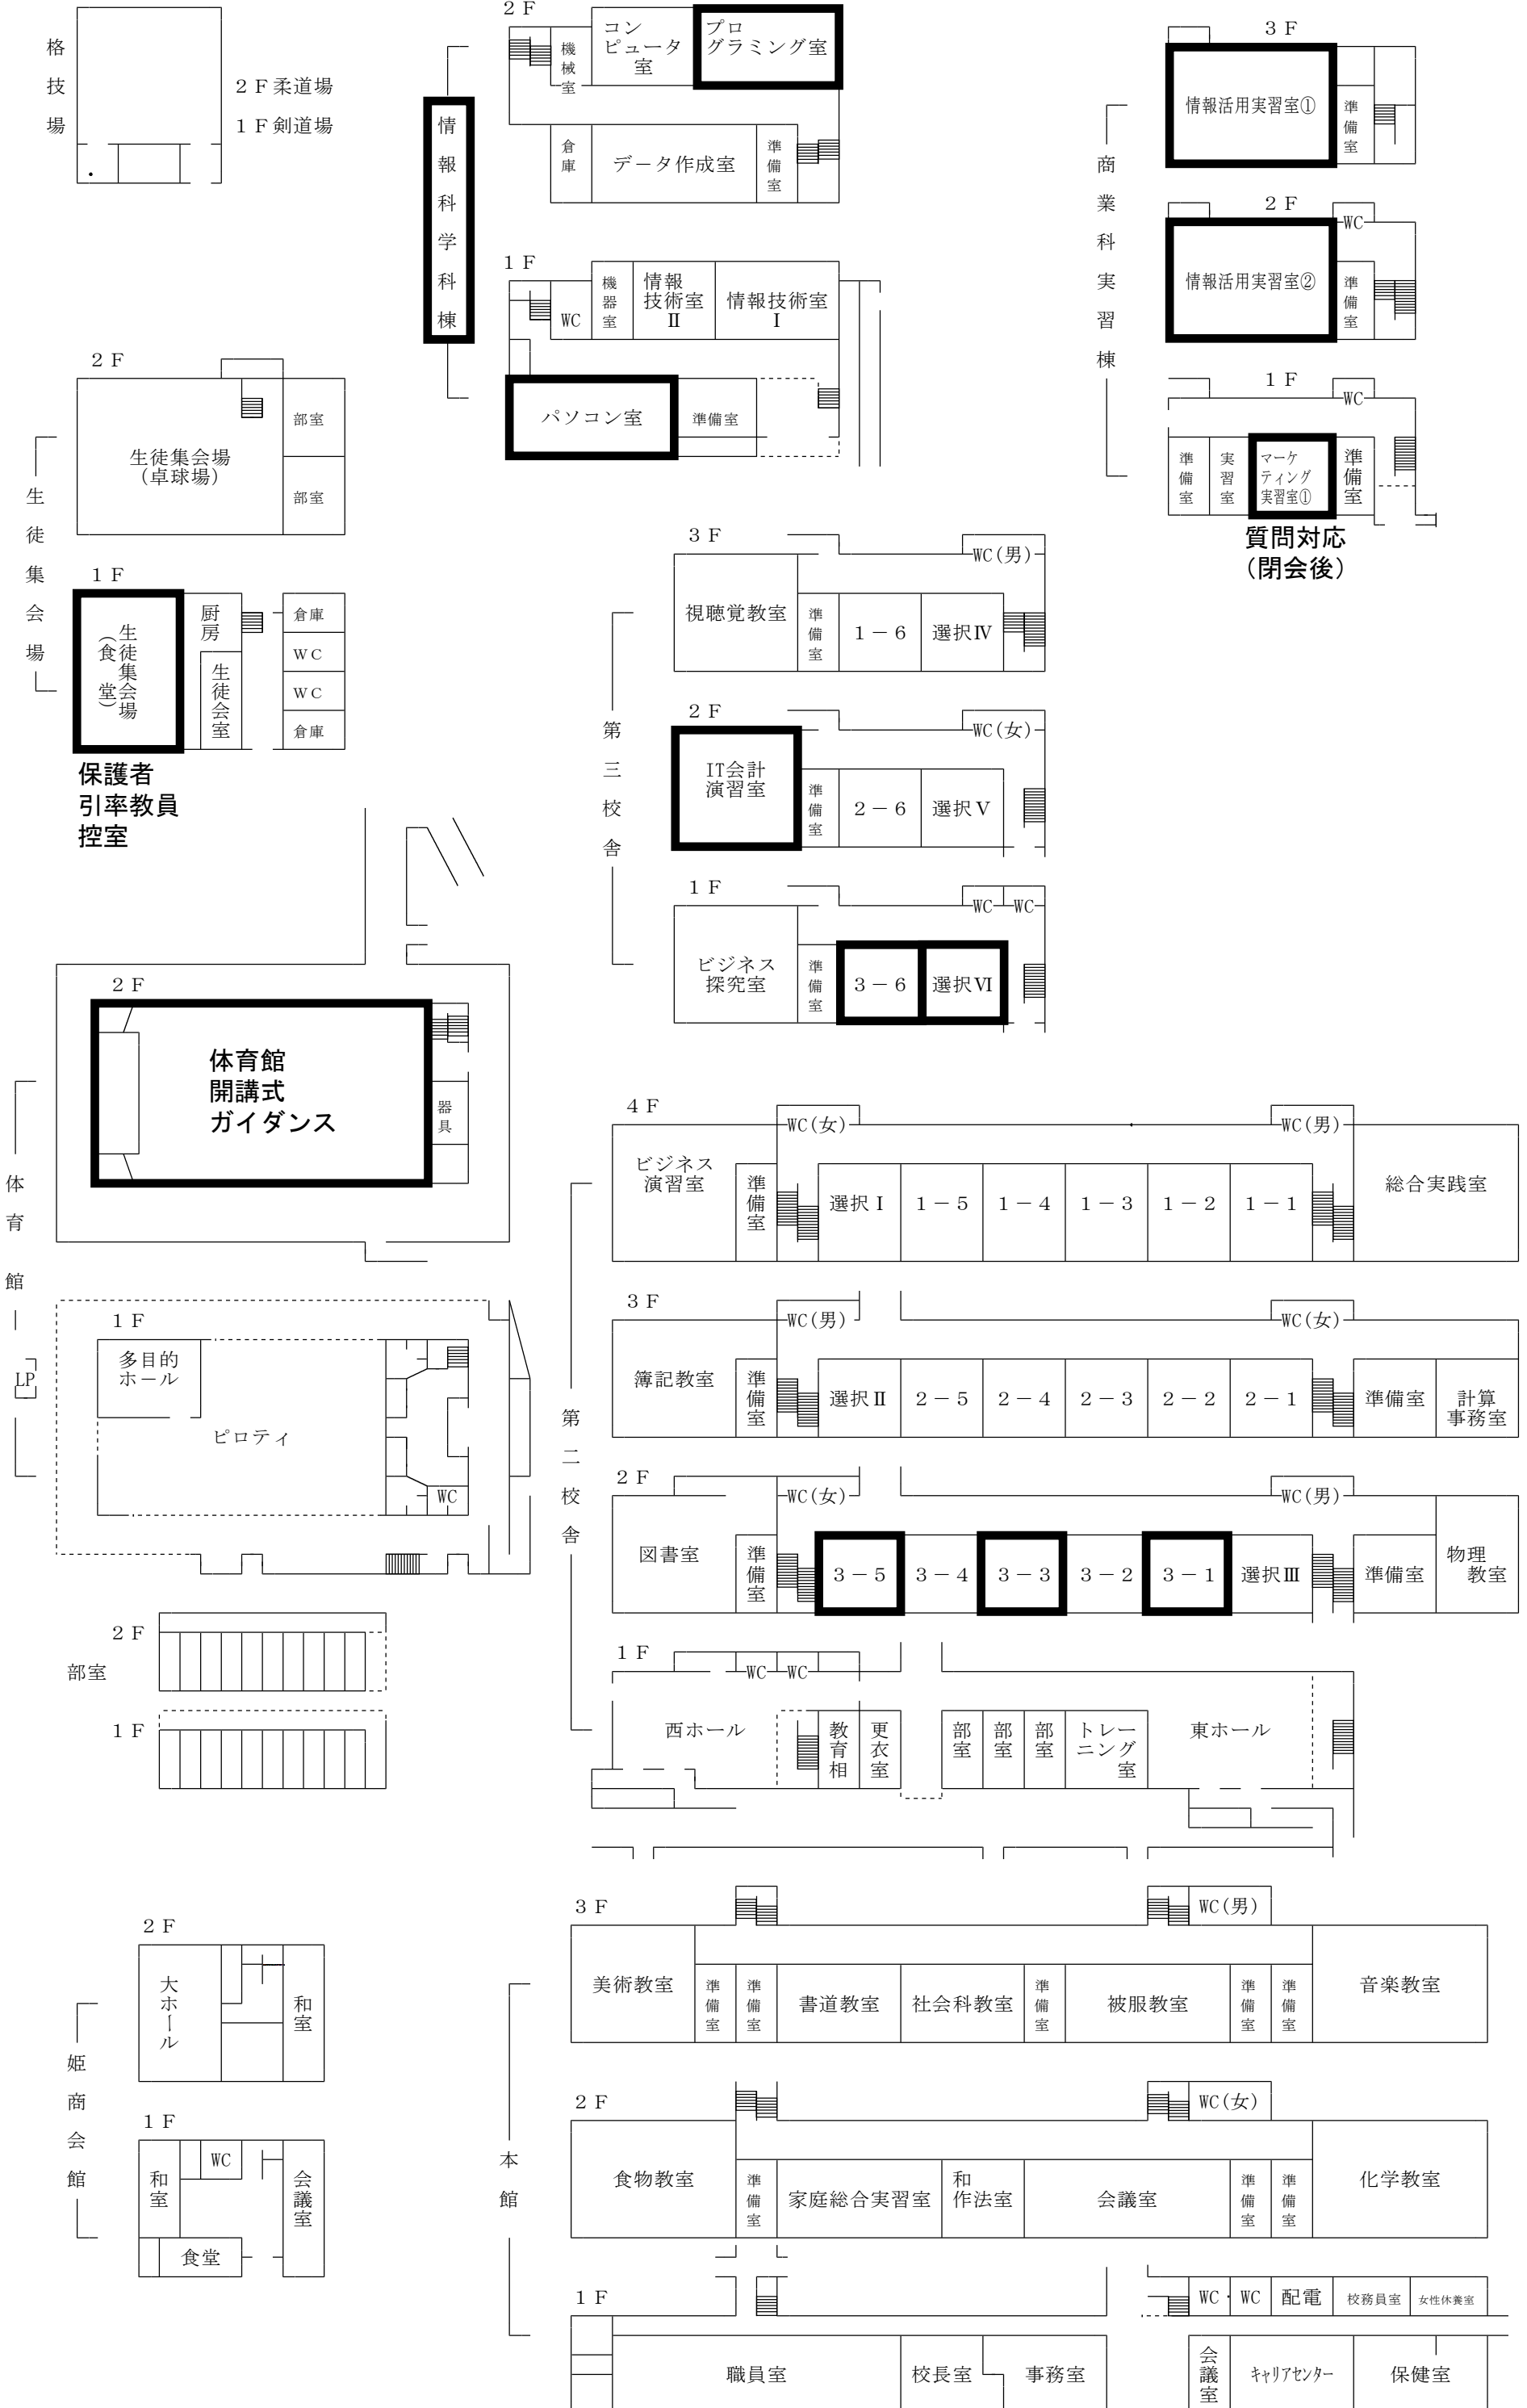 格技場
２Ｆ柔道場
１Ｆ剣道場
情報科学科棟
２Ｆ
機械室
コン
ピュータ
室
プロ
グラミング室
倉庫
データ作成室
準備室
１Ｆ
WC
機器室
情報
技術室
Ⅱ
情報技術室
Ⅰ
パソコン室
準備室
商業科実習棟
３Ｆ
情報活用実習室①
準備室
２Ｆ
WC
情報活用実習室②
準備室
１Ｆ
WC
準備室
実習室
マーケ
ティング
実習室①
準備室
質問対応
（閉会後）
生徒集会場
２Ｆ
生徒集会場
（卓球場）
部室
部室
１Ｆ
生徒集会場
（食　堂）
厨房
生徒会室
倉庫
ＷＣ
ＷＣ
倉庫
保護者
引率教員
控室
第三校舎
３Ｆ
WC(男)
視聴覚教室
準備室
１－６
選択Ⅳ
２Ｆ
WC(女)
IT会計
演習室
準備室
２－６
選択Ⅴ
１Ｆ
WC
WC
ビジネス
探究室
準備室
３－６
選択Ⅵ
体育館
２Ｆ
体育館
開講式
ガイダンス
器具
１Ｆ
多目的
ホール
ピロティ
WC
LP
部室
２Ｆ
１Ｆ
第二校舎
４Ｆ
WC(女)
WC(男)
ビジネス
演習室
準備室
選択Ⅰ
１－５
１－４
１－３
１－２
１－１
総合実践室
３Ｆ
WC(男)
WC(女)
簿記教室
準備室
選択Ⅱ
２－５
２－４
２－３
２－２
２－１
準備室
計算
事務室
２Ｆ
WC(女)
WC(男)
図書室
準備室
３－５
３－４
３－３
３－２
３－１
選択Ⅲ
準備室
物理
教室
１Ｆ
WC
WC
西ホール
教育相
更衣室
部室
部室
部室
トレー
ニング
室
東ホール
姫商会館
２Ｆ
大ホール
和室
１Ｆ
和室
WC
会議室
食堂
本館
３Ｆ
WC(男)
美術教室
準備室
準備室
書道教室
社会科教室
準備室
被服教室
準備室
準備室
音楽教室
２Ｆ
WC(女)
食物教室
準備室
家庭総合実習室
和
作法室
会議室
準備室
準備室
化学教室
１Ｆ
WC
WC
配電
校務員室
女性休養室
職員室
校長室
事務室
会議室
キャリアセンター
保健室